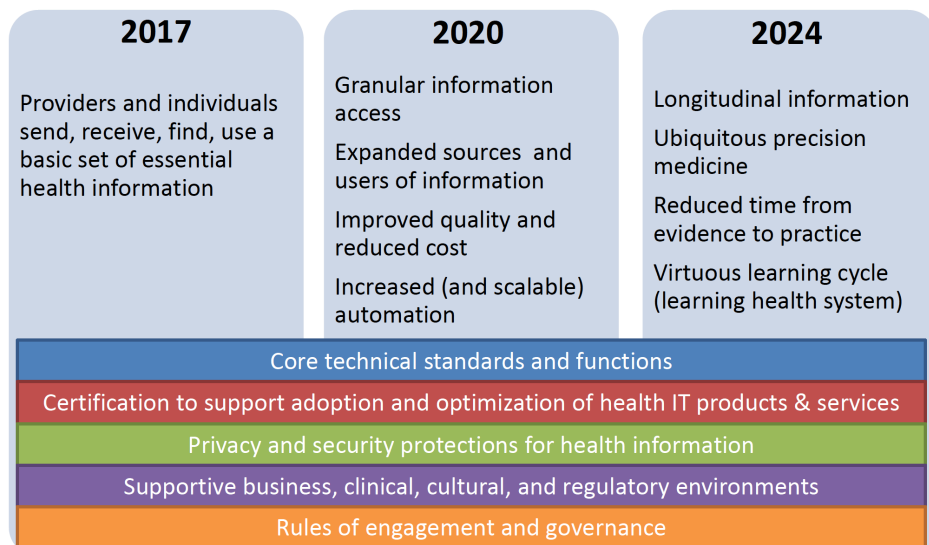 2017
Providers and individuals
send, receive, find, use a
basic set of essential
health information
2020
Granular information
access
Expanded sources and
users of information
Improved quality and
reduced cost
Increased (and scalable)
automation
2024
Longitudinal information
Ubiquitous precision
medicine
Reduced time from
evidence to practice
Virtuous learning cycle
(learning health system)
Core technical standards and functions
Certification to support adoption and optimization of health IT products & services
Privacy and security protections for health information
Supportive business, clinical, cultural, and regulatory environments
Rules of engagement and governance